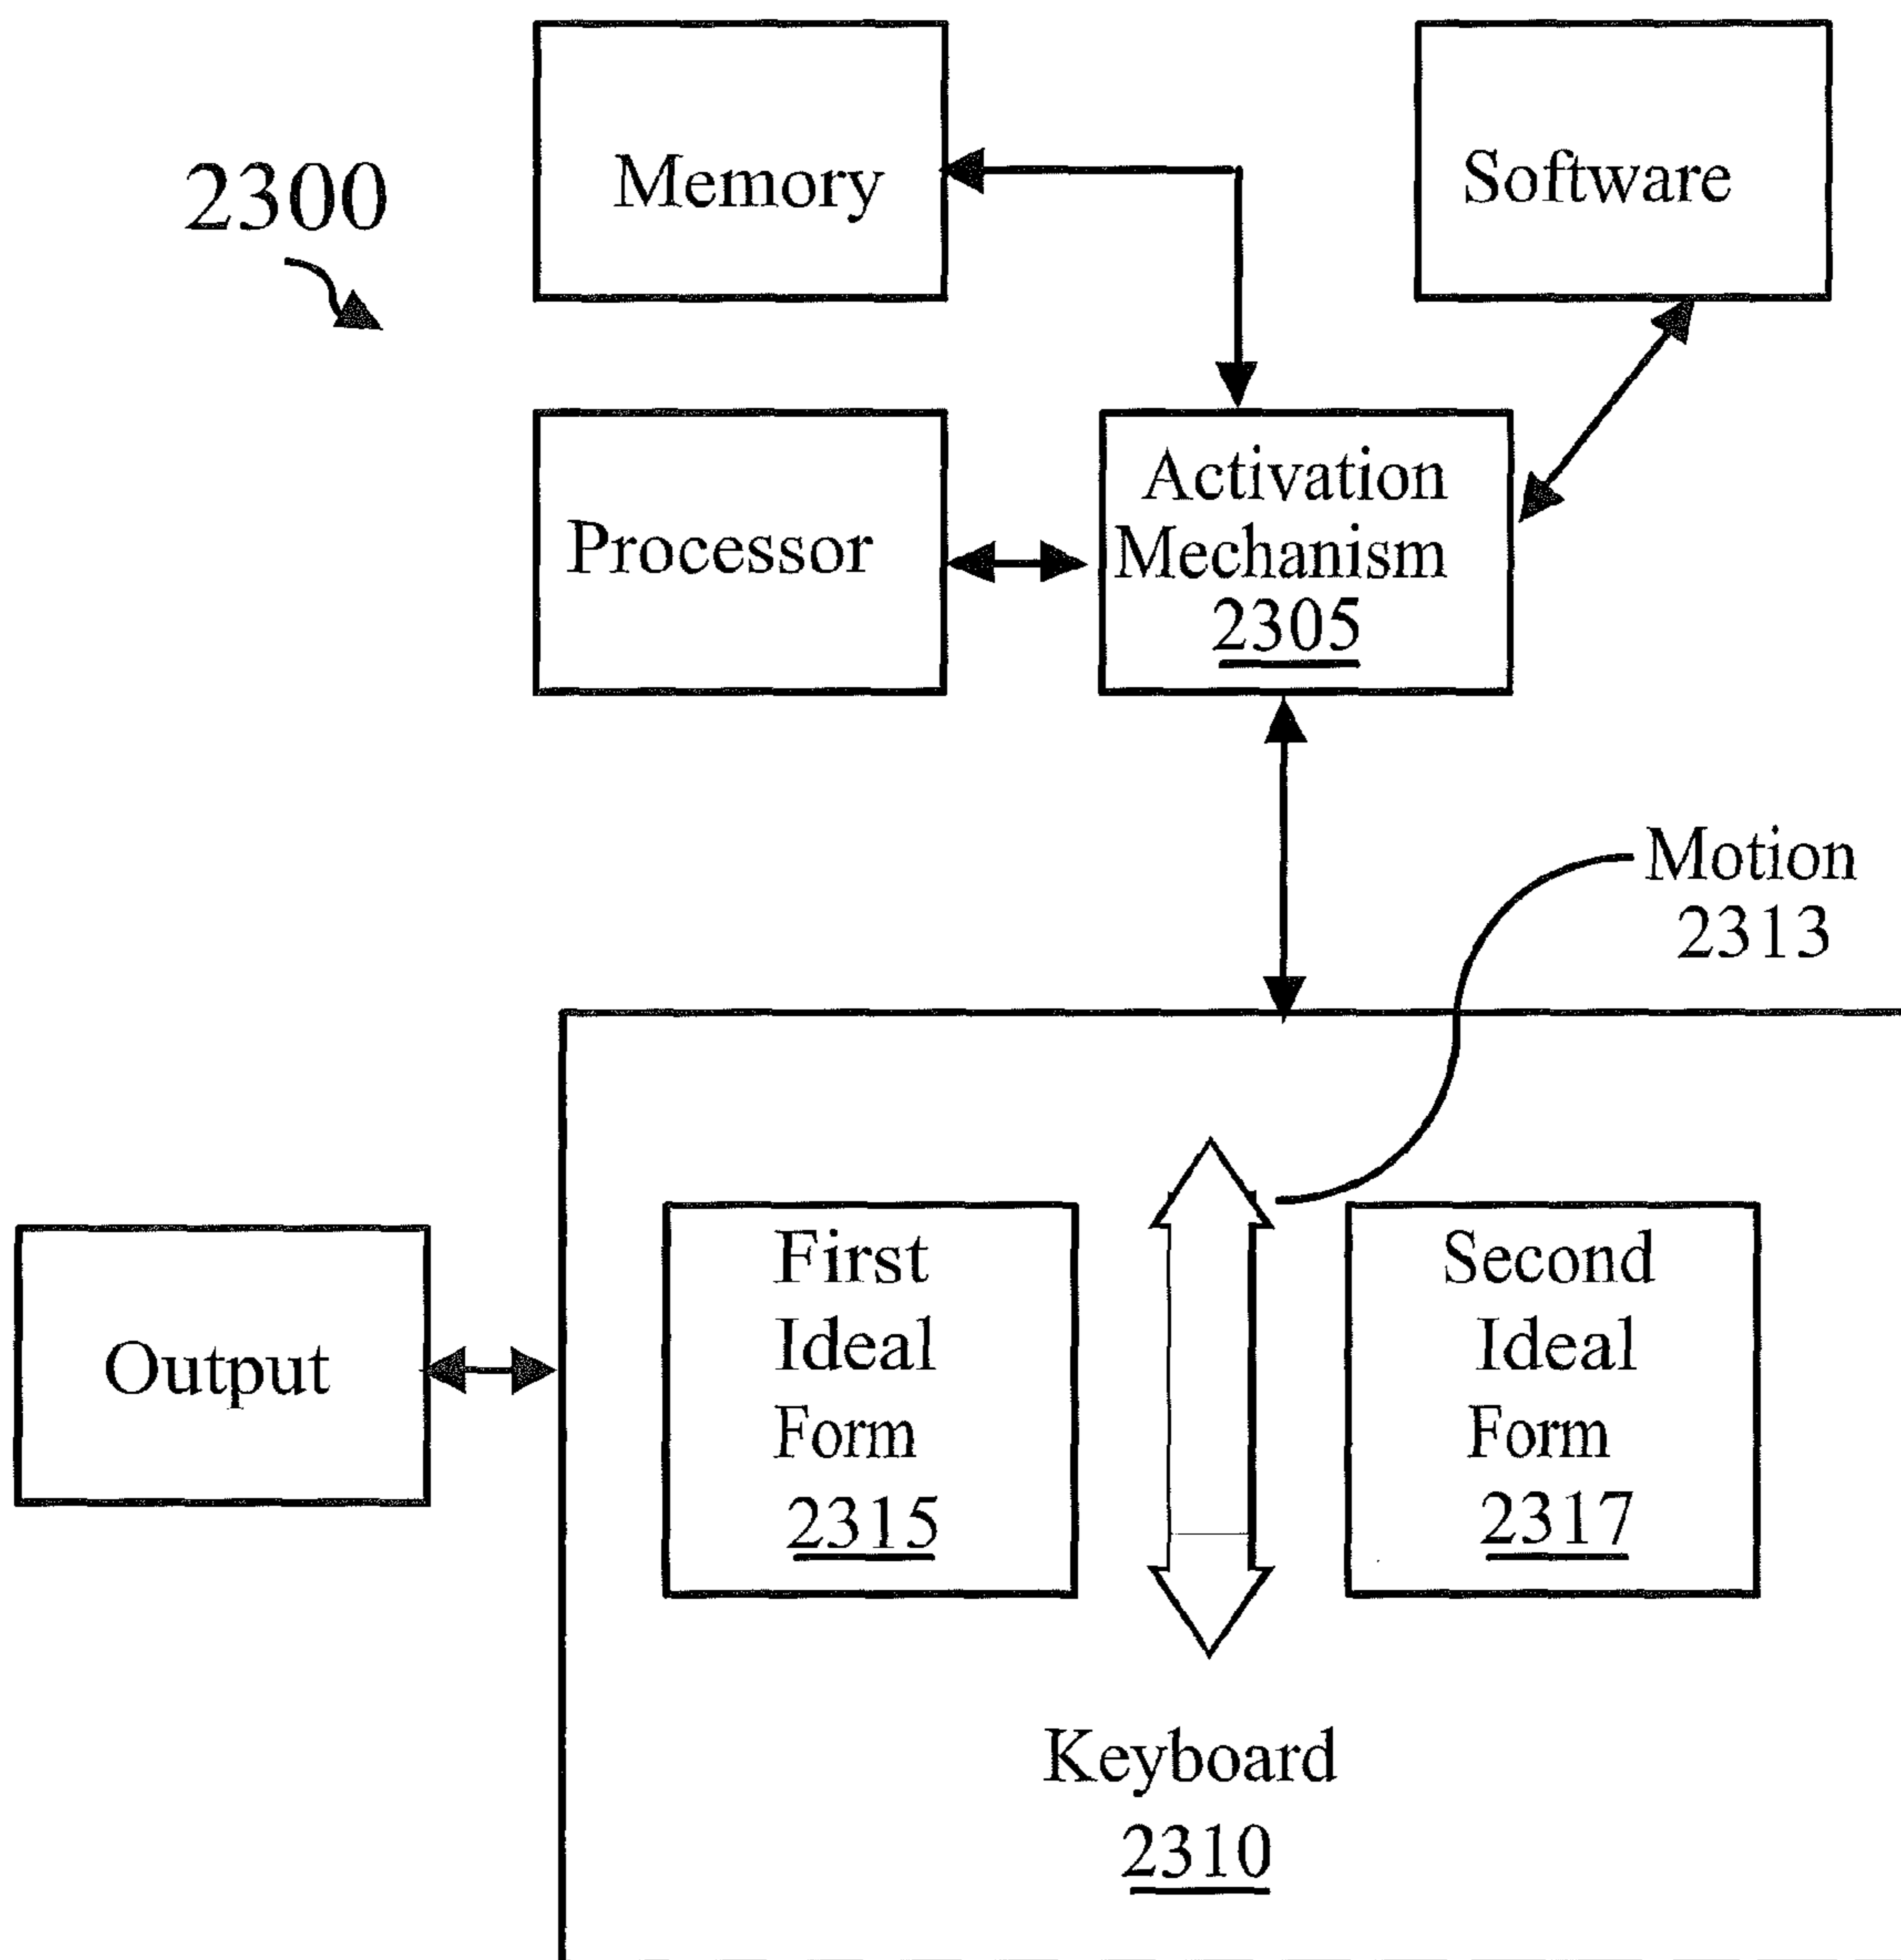 2300
Memory
Software
Processor
Activation
Mechanism
2305
Motion
2313
Output
First
Ideal
Form
2315
Second
Ideal
Form
2317
Keyboard
2310